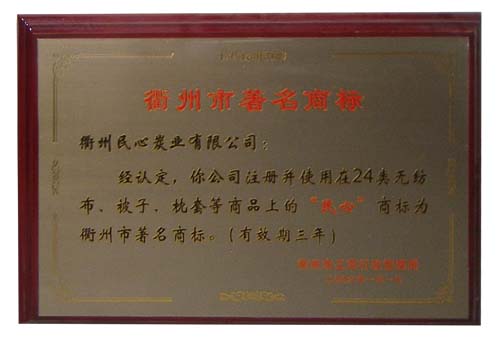 衢州市著名商标
衢州民心炭业有限公司：
经认定，你公司注册并使用在24类无纺
布、被子、枕套等商品上的“民心”商标为
衢州市著名商标。（有效期三年）